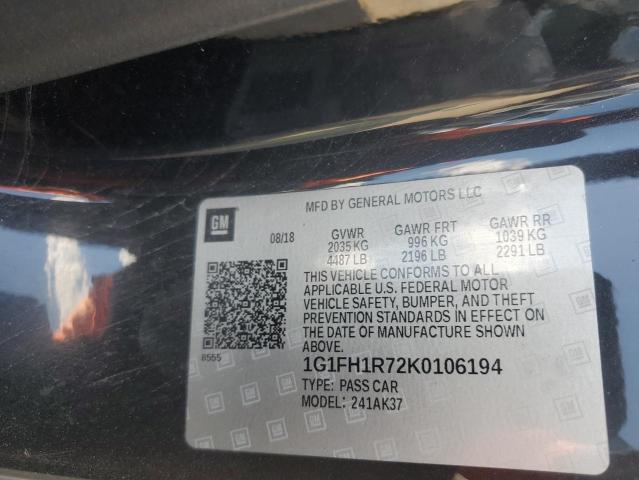 MFD BY GENERAL MOTORS LLC
GM
08/18
GVWR GAWR FRT GAWR RR
2035 KG 996 KG 1039 KG
4487 LB 2196 LB 2291 LB
THIS VEHICLE CONFORMS TO ALL
APPLICABLE U.S. FEDERAL MOTOR
VEHICLE SAFETY, BUMPER, AND THEFT
PREVENTION STANDARDS IN EFFECT ON
THE DATE OF MANUFACTURE SHOWN
ABOVE.
8555
1G1FH1R72K0106194
TYPE: PASS CAR
MODEL: 241AK37